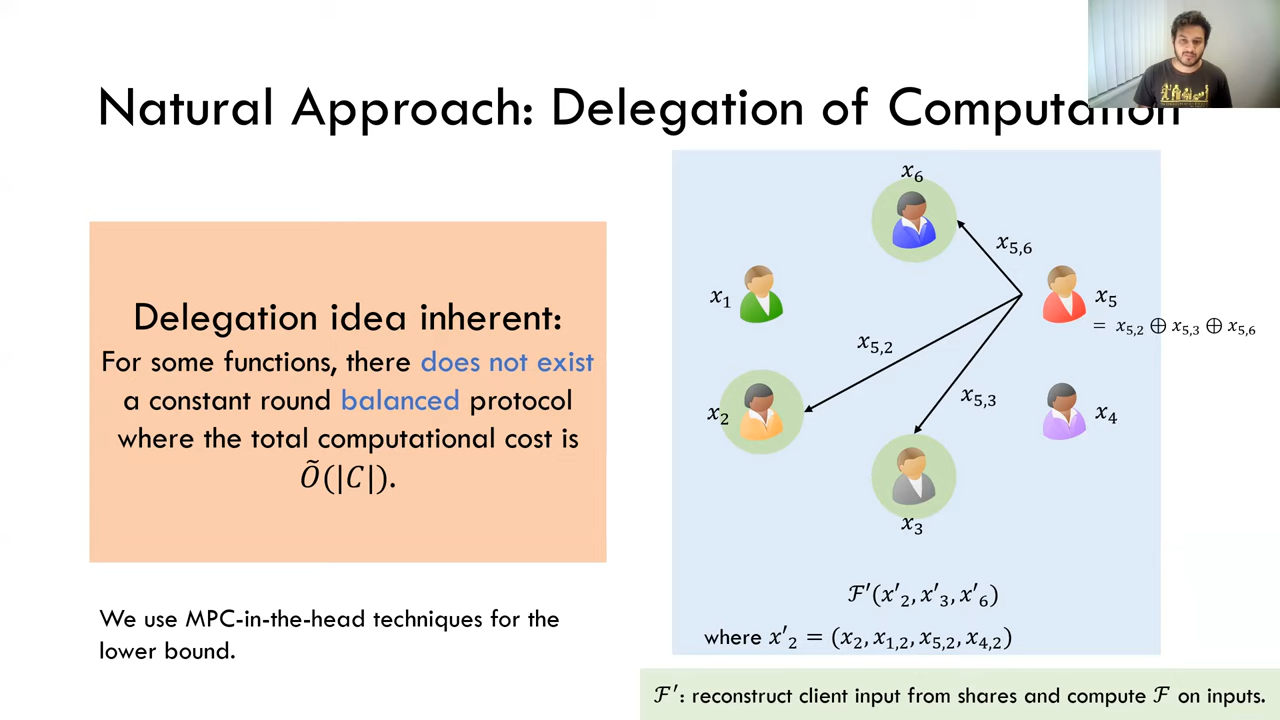 Natural Approach: Delegation of Computation
Delegation idea inherent:
For some functions, there does not exist
a constant round balanced protocol
where the total computational cost is
Õ(|C|).
We use MPC-in-the-head techniques for the
lower bound.
x₆
x₅,₆
x₁
x₅
= x₅,₂ ⊕ x₅,₃ ⊕ x₅,₆
x₅,₂
x₅,₃
x₂
x₄
x₃
ℱ′(x′₂, x′₃, x′₆)
where x′₂ = (x₂, x₁,₂, x₅,₂, x₄,₂)
ℱ′: reconstruct client input from shares and compute ℱ on inputs.